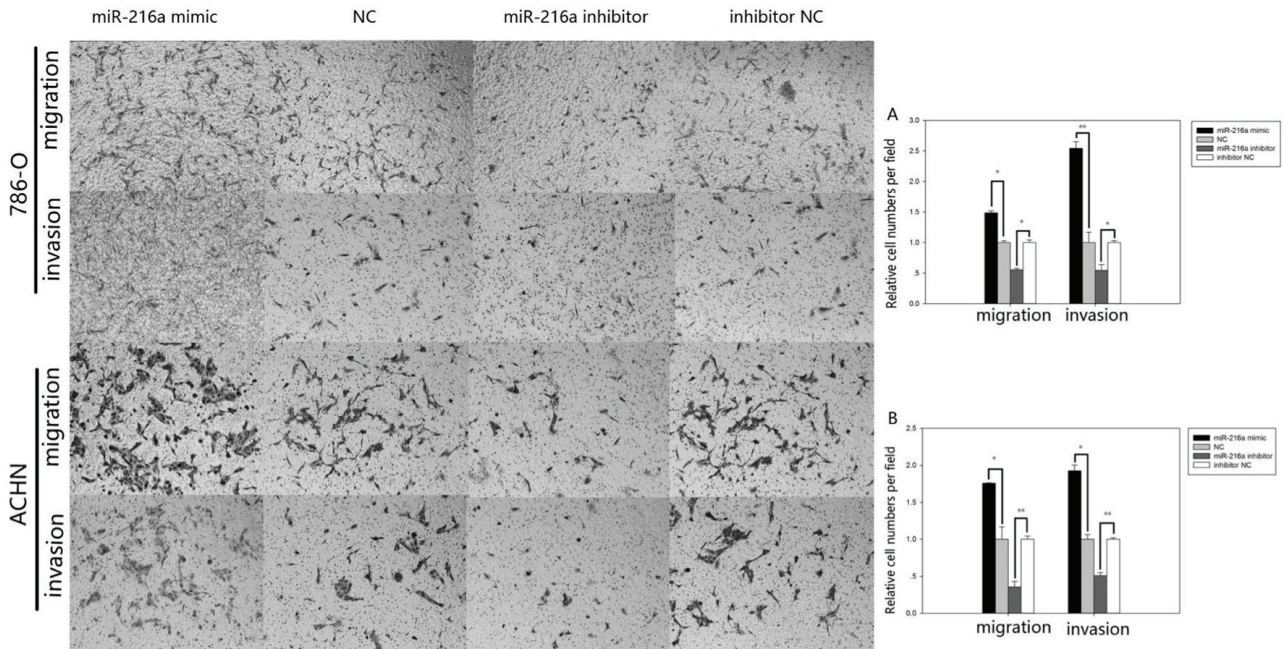 miR-216a mimic NC miR-216a inhibitor inhibitor NC
786-O
migration
invasion
ACHN
migration
invasion
A
Relative cell numbers per field
3.0
2.5
2.0
1.5
1.0
.5
0.0
*
*
**
*
migration invasion
miR-216a mimic
NC
miR-216a inhibitor
inhibitor NC
B
Relative cell numbers per field
2.5
2.0
1.5
1.0
.5
0.0
*
**
*
**
migration invasion
miR-216a mimic
NC
miR-216a inhibitor
inhibitor NC